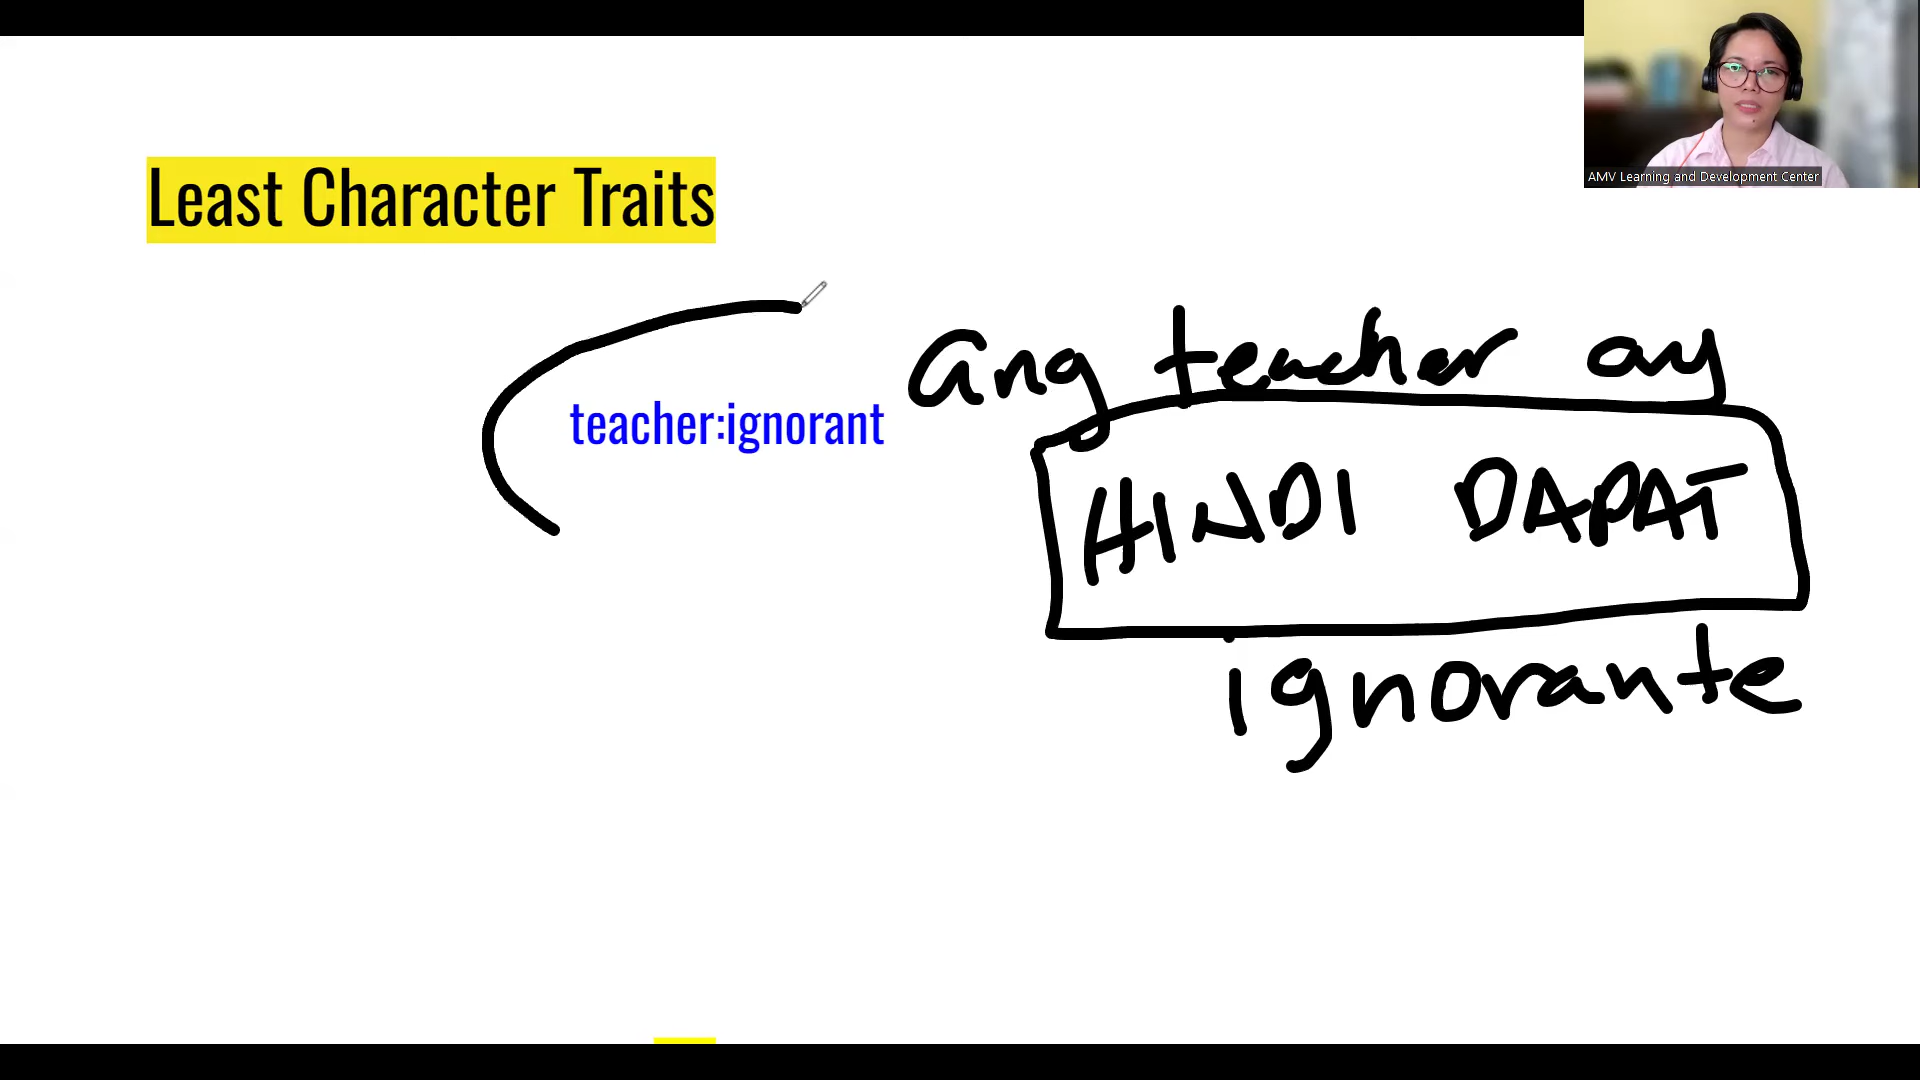 AMV Learning and Development Center
Least Character Traits
ang teacher ay
teacher:ignorant
HINDI DAPAT
ignorante